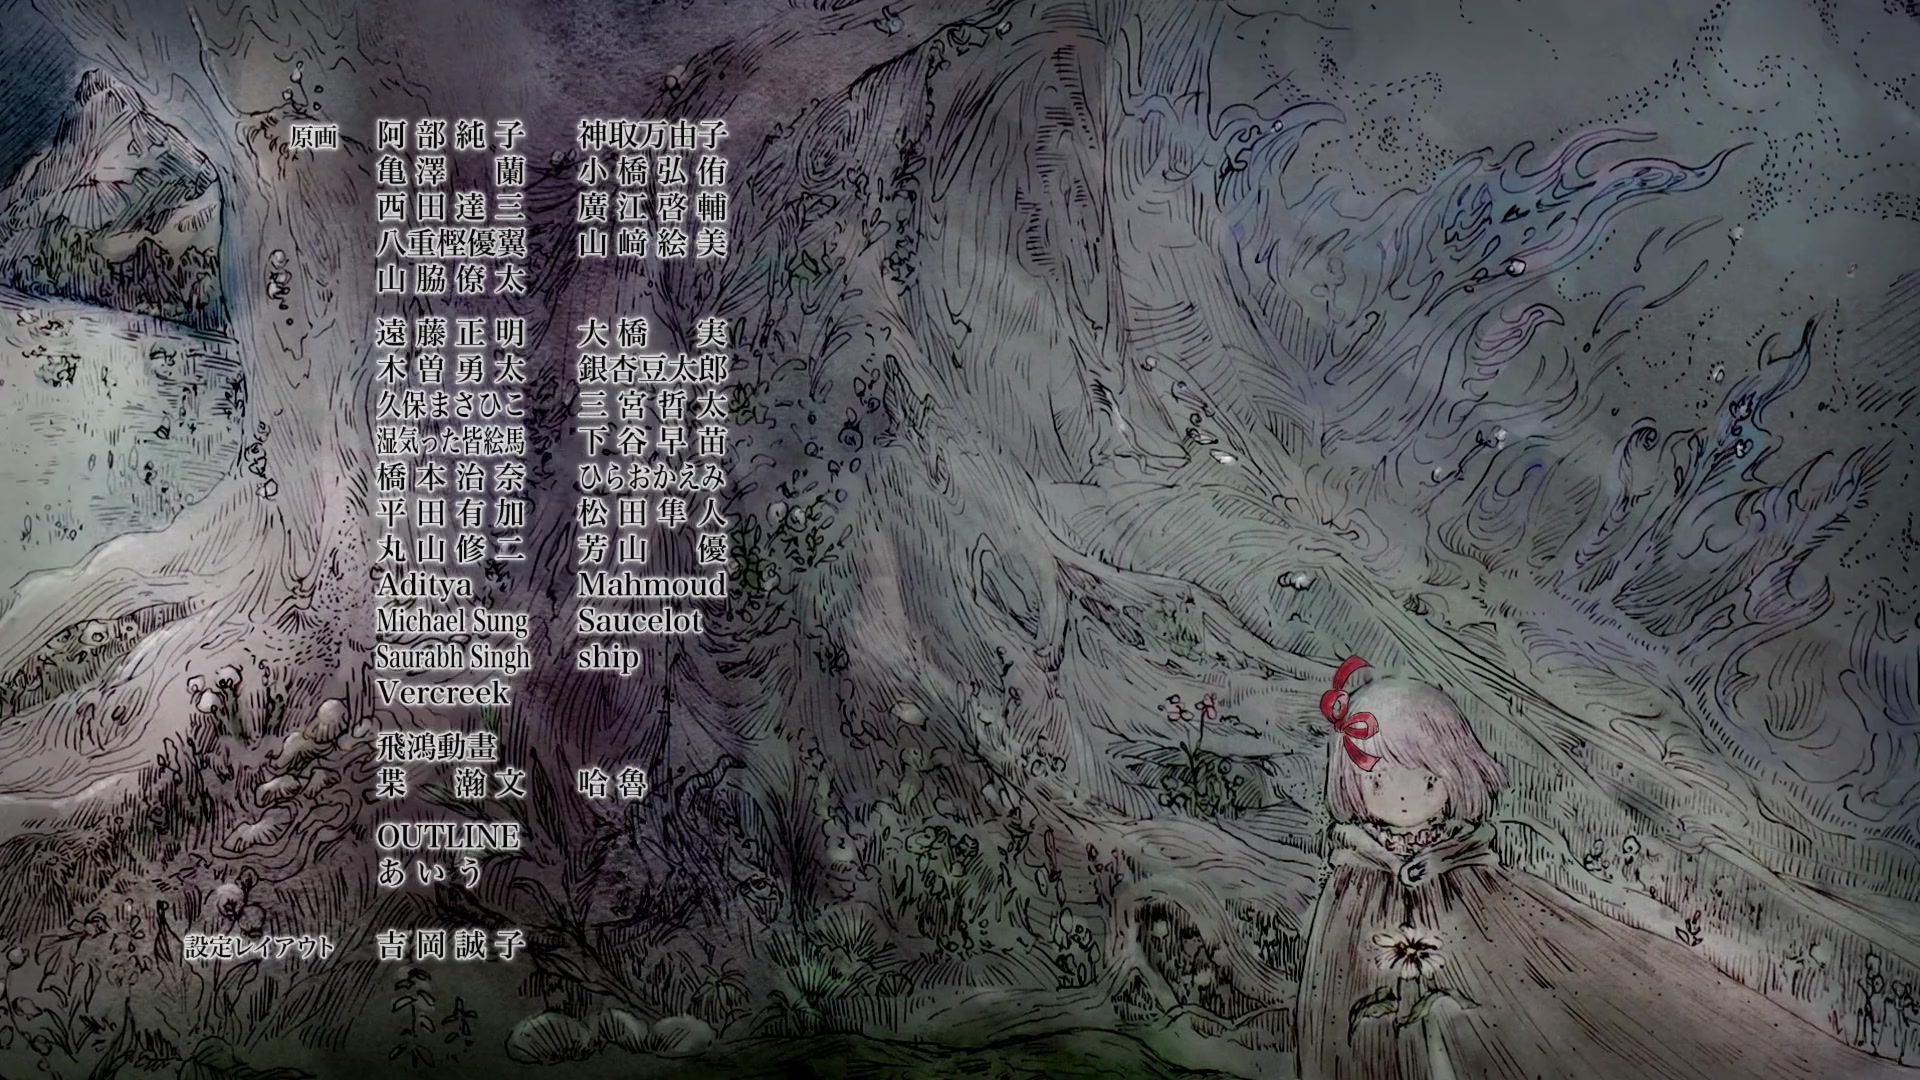 原画 阿部純子 神取万由子
亀澤蘭 小橋弘侑
西田達三 廣江啓輔
八重樫優翼 山﨑絵美
山脇僚太
遠藤正明 大橋実
木曽勇太 銀杏豆太郎
久保まさひこ 三宮哲太
湿気った皆絵馬 下谷早苗
橋本治奈 ひらおかえみ
平田有加 松田隼人
丸山修二 芳山優
Aditya Mahmoud
Michael Sung Saucelot
Saurabh Singh ship
Vercreek
飛鴻動畫
瀚文 哈魯
OUTLINE
あいう
設定レイアウト 吉岡誠子